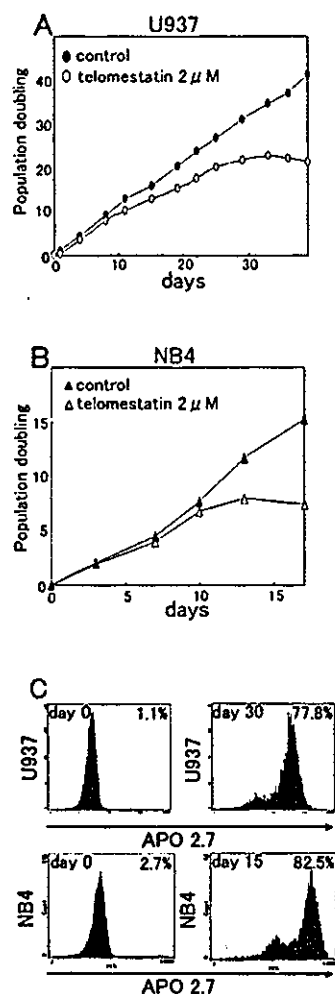 A
U937
control
telomestatin 2 μM
Population doubling
40
30
20
10
0
0
10
20
30
days
B
NB4
control
telomestatin 2 μM
Population doubling
15
10
5
0
0
5
10
15
days
C
day 0 1.1%
day 30 77.8%
U937
U937
APO 2.7
day 0 2.7%
day 15 82.5%
NB4
NB4
APO 2.7